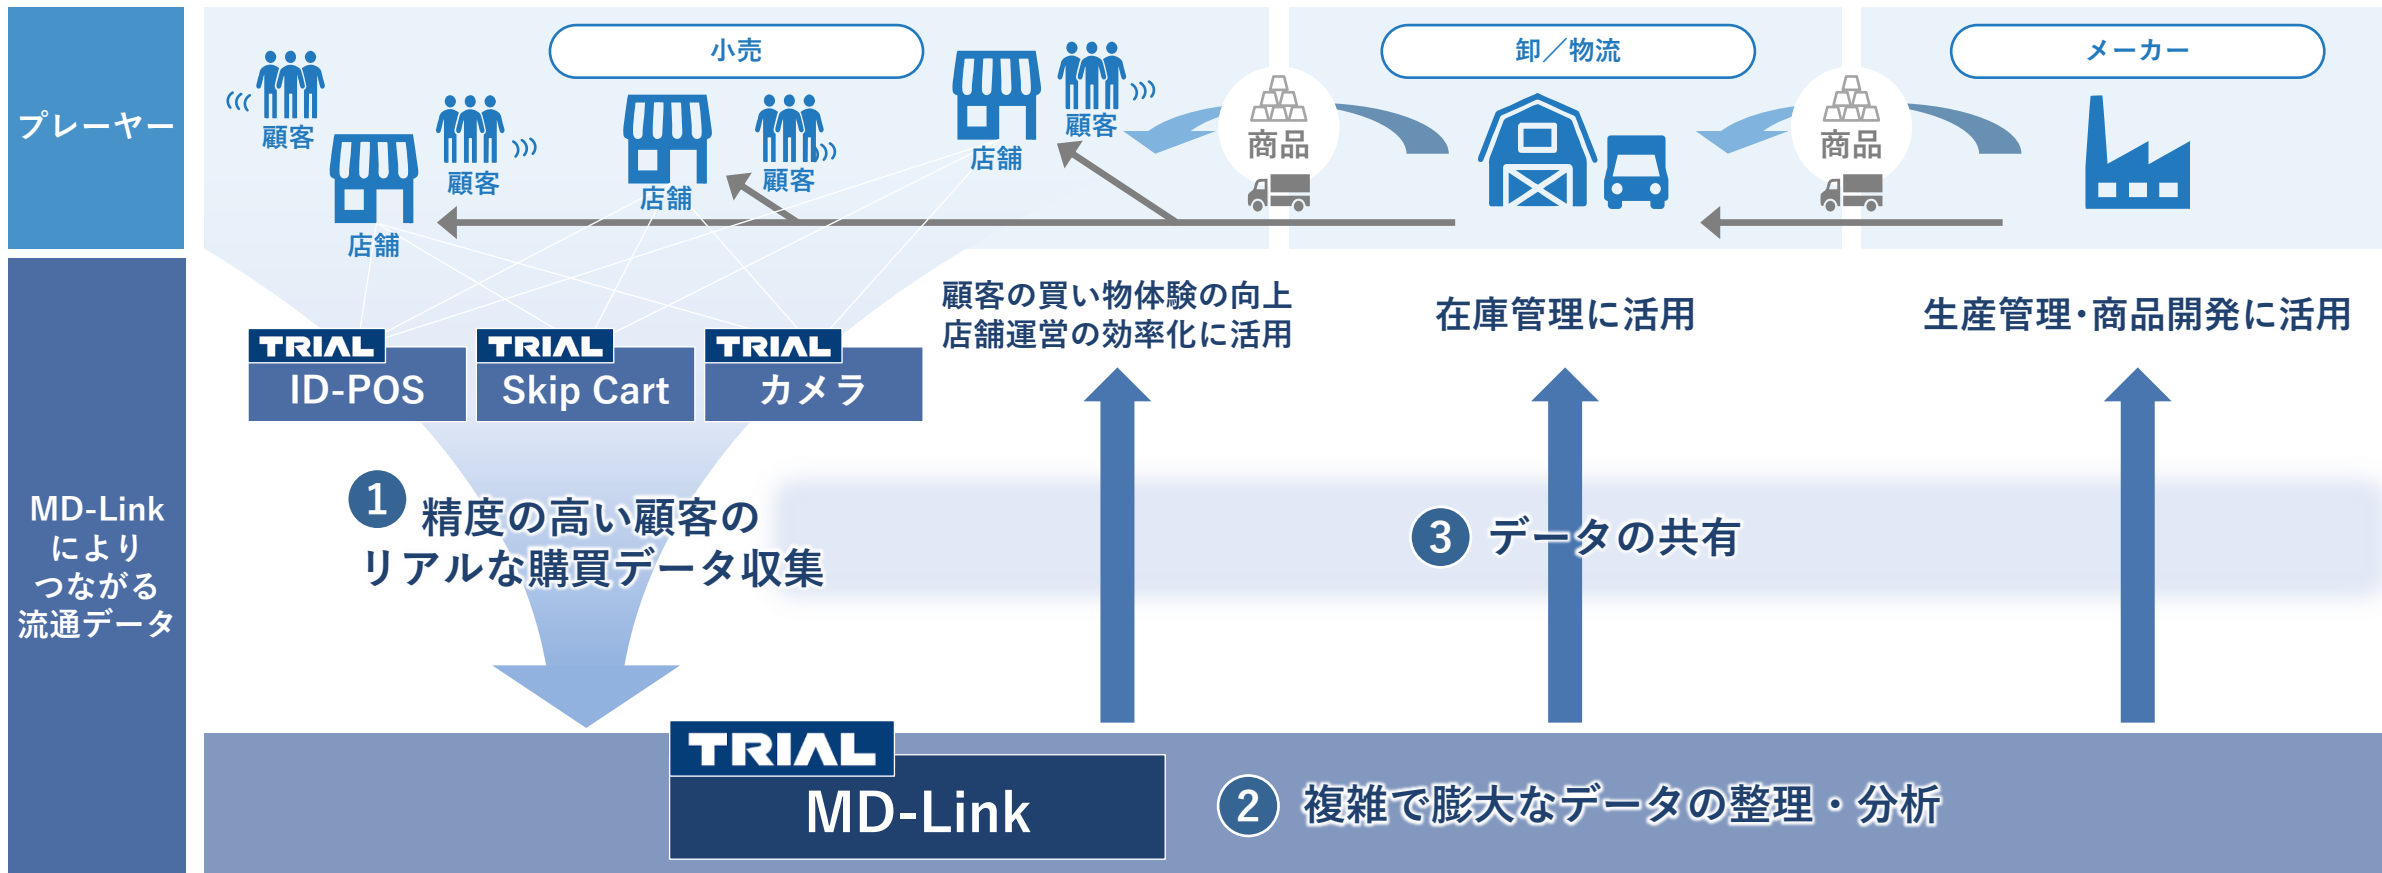 プレーヤー
小売
卸／物流
メーカー
顧客
店舗
顧客
店舗
顧客
店舗
顧客
商品
商品
MD-Link
により
つながる
流通データ
顧客の買い物体験の向上
店舗運営の効率化に活用
在庫管理に活用
生産管理・商品開発に活用
TRIAL
ID-POS
TRIAL
Skip Cart
TRIAL
カメラ
1 精度の高い顧客の
リアルな購買データ収集
3 データの共有
TRIAL
MD-Link
2 複雑で膨大なデータの整理・分析